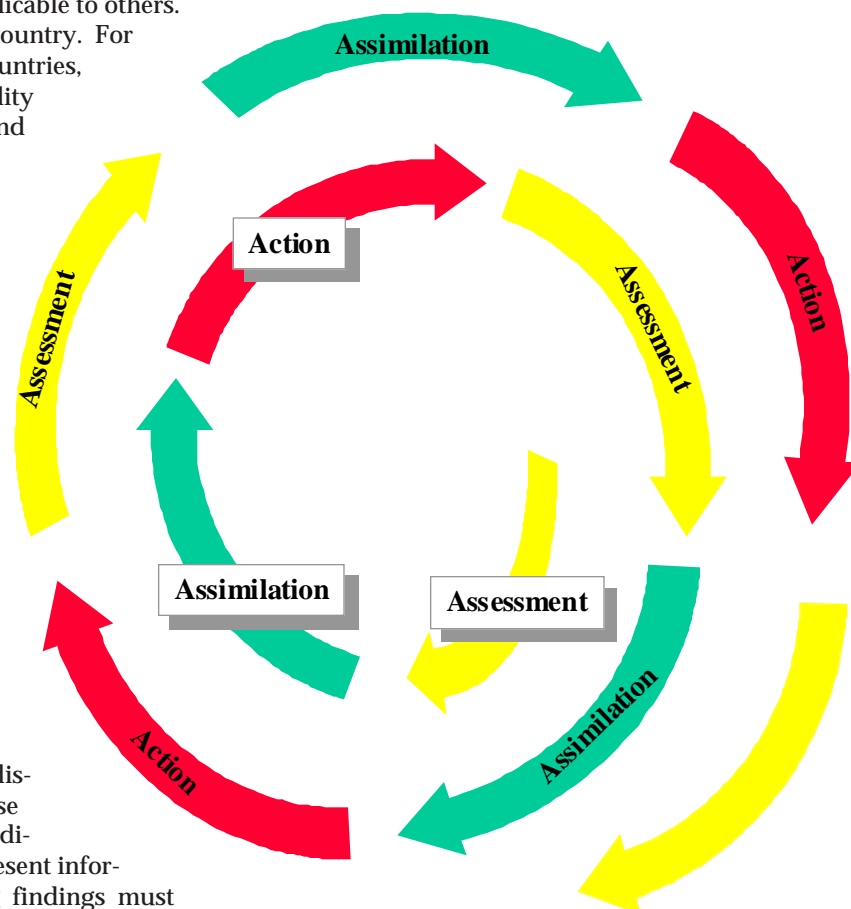 licable to others.
ountry. For
untries,
lity
nd
Assimilation
Action
Action
Assessment
Assessment
Assimilation
Assessment
Assimilation
Action
lis-
se
di-
esent infor-
findings must